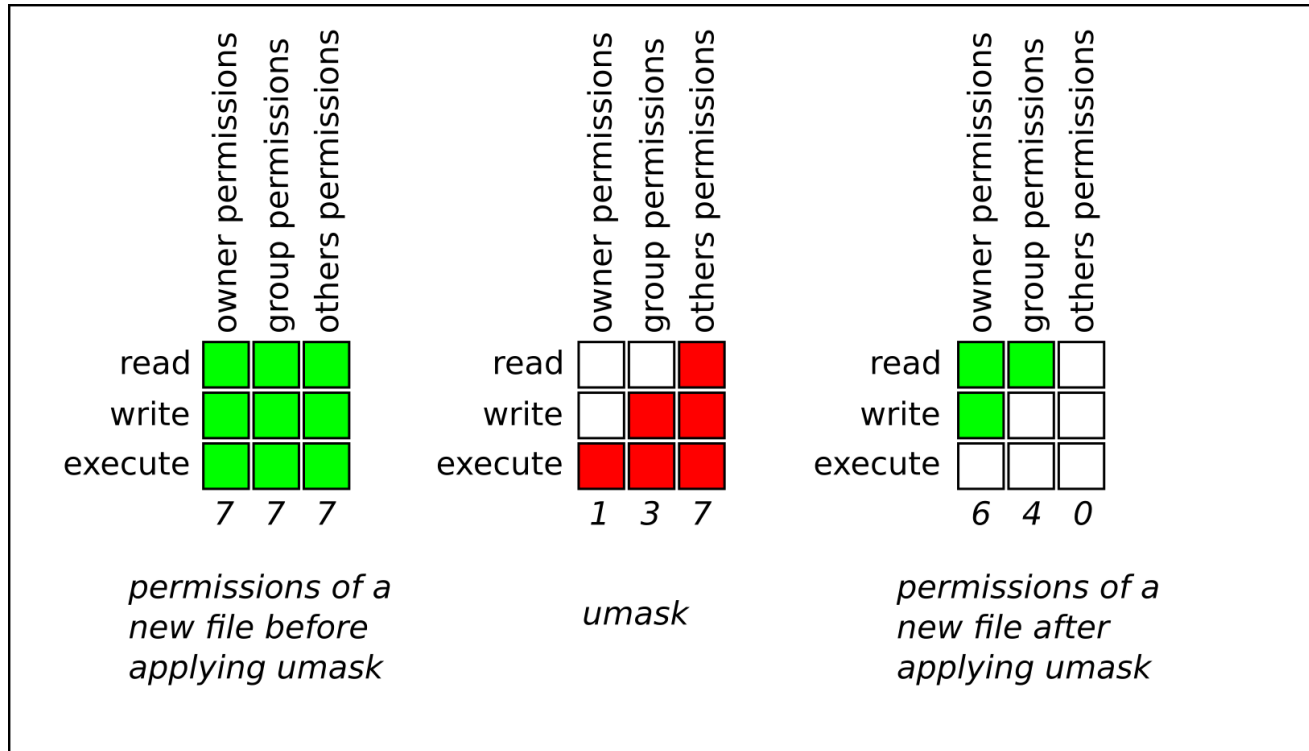 owner permissions
group permissions
others permissions
read
write
execute
7 7 7
permissions of a
new file before
applying umask
owner permissions
group permissions
others permissions
read
write
execute
1 3 7
umask
owner permissions
group permissions
others permissions
read
write
execute
6 4 0
permissions of a
new file after
applying umask